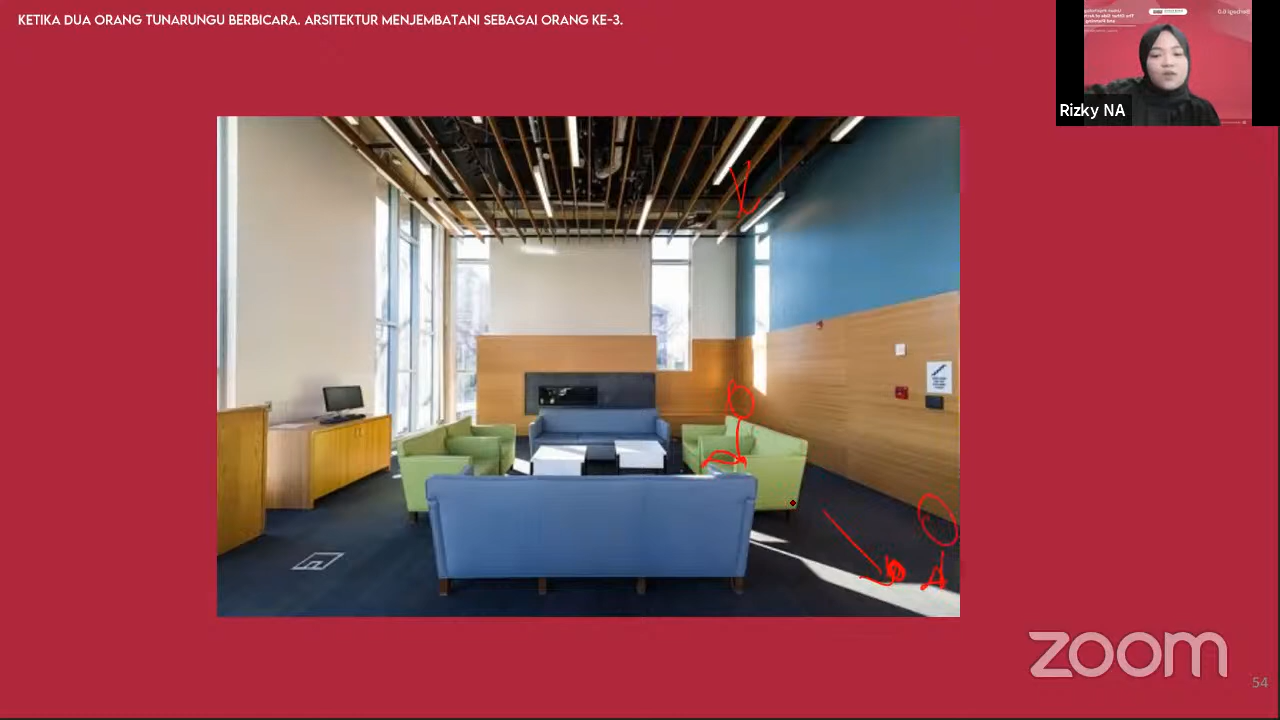 KETIKA DUA ORANG TUNARUNGU BERBICARA. ARSITEKTUR MENJEMBATANI SEBAGAI ORANG KE-3.
Rizky NA
zoom
54